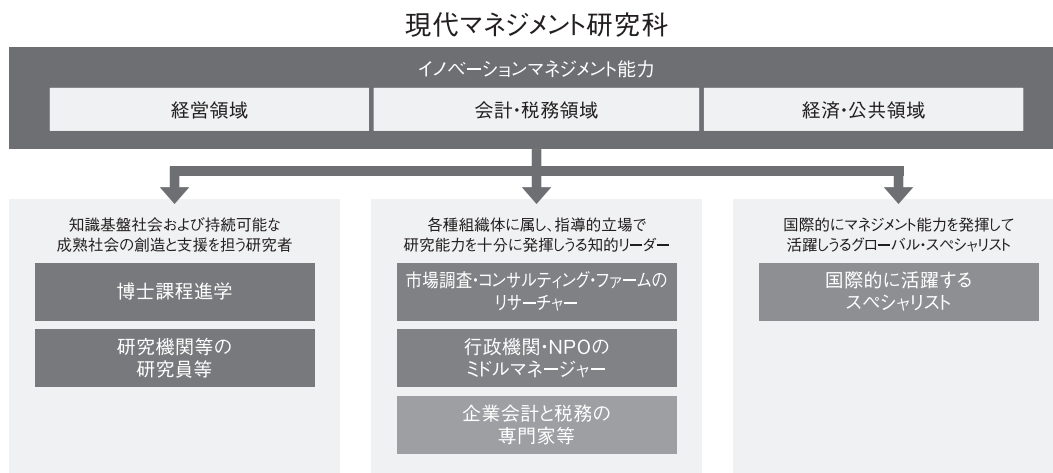 現代マネジメント研究科
イノベーションマネジメント能力
経営領域
会計・税務領域
経済・公共領域
知識基盤社会および持続可能な
成熟社会の創造と支援を担う研究者
博士課程進学
研究機関等の
研究員等
各種組織体に属し、指導的立場で
研究能力を十分に発揮しうる知的リーダー
市場調査・コンサルティング・ファームの
リサーチャー
行政機関・NPOの
ミドルマネージャー
企業会計と税務の
専門家等
国際的にマネジメント能力を発揮して
活躍しうるグローバル・スペシャリスト
国際的に活躍する
スペシャリスト